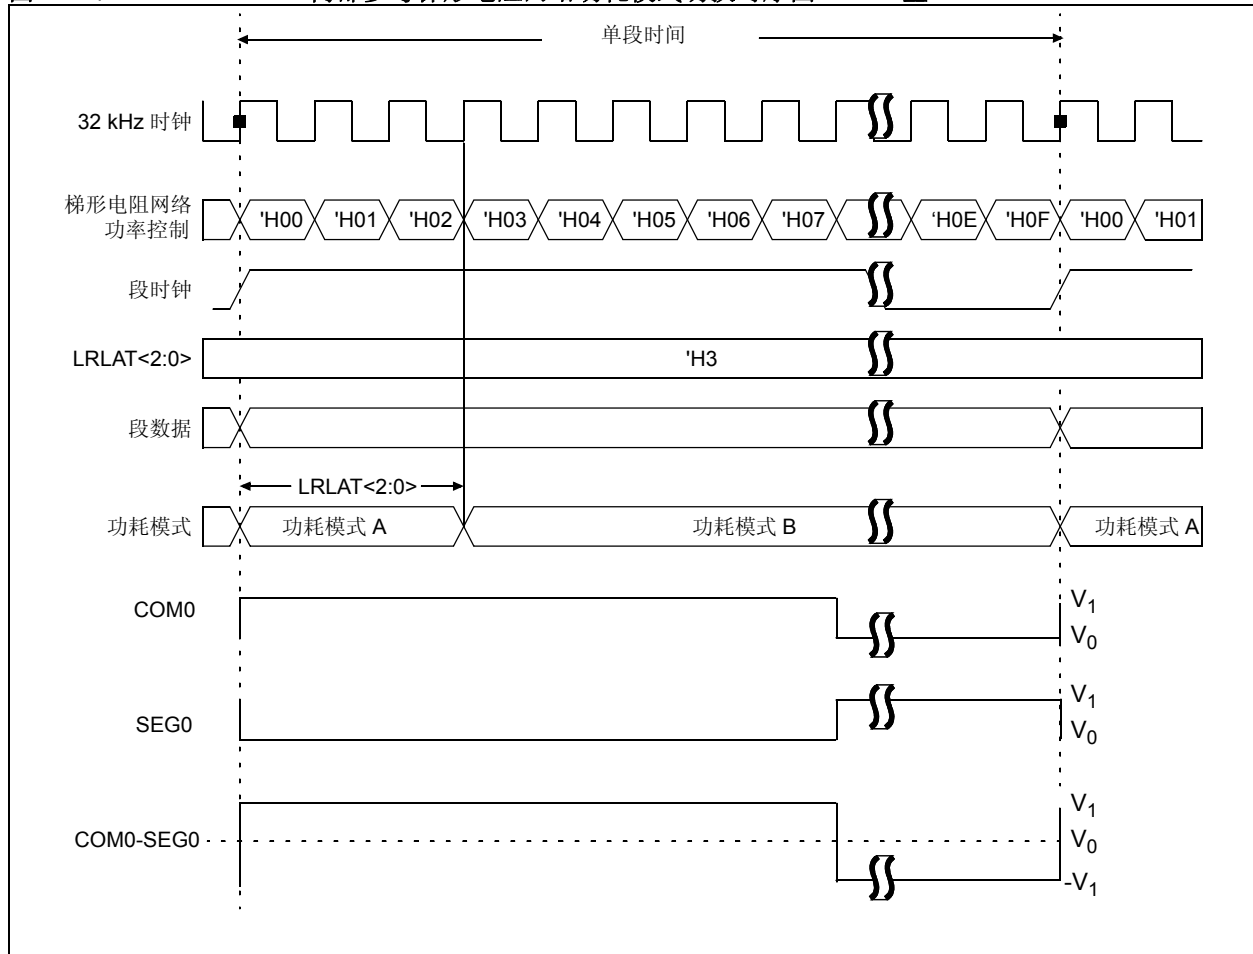 单段时间
32 kHz 时钟
梯形电阻网络
功率控制
'H00 'H01 'H02 'H03 'H04 'H05 'H06 'H07 ‘H0E 'H0F 'H00 'H01
段时钟
LRLAT<2:0>
'H3
段数据
LRLAT<2:0>
功耗模式
功耗模式 A
功耗模式 B
功耗模式 A
COM0
V1
V0
SEG0
V1
V0
COM0-SEG0
V1
V0
-V1